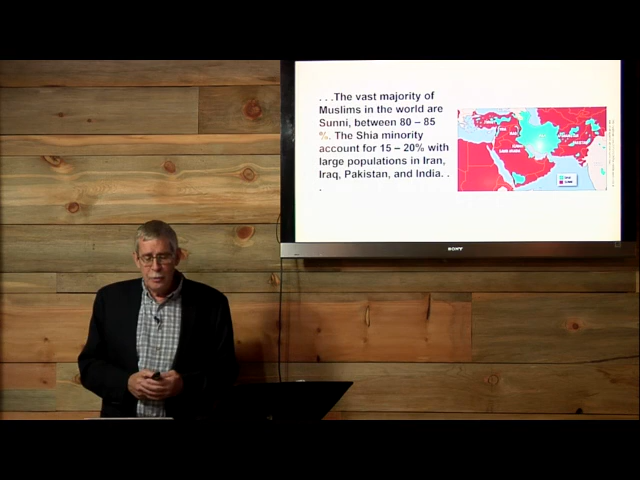 . . .The vast majority of
Muslims in the world are
Sunni, between 80 – 85
%. The Shia minority
account for 15 – 20% with
large populations in Iran,
Iraq, Pakistan, and India. .
.
SONY